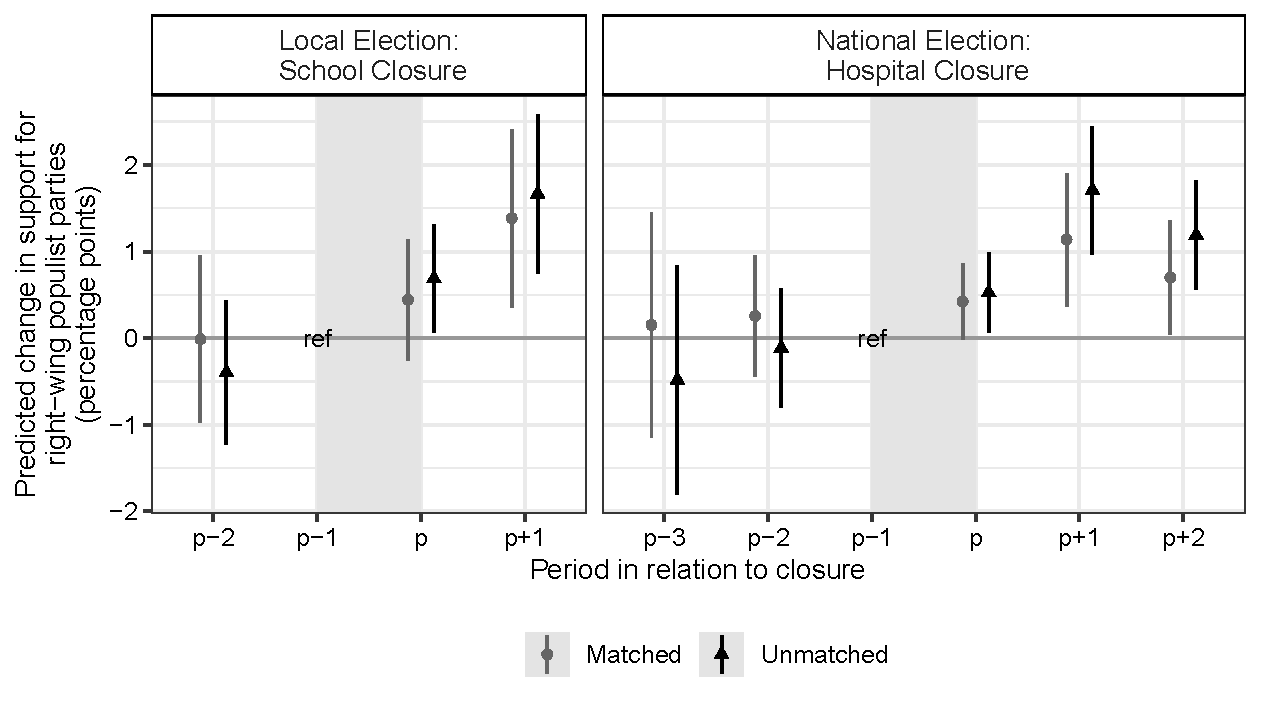 Local Election:
School Closure
National Election:
Hospital Closure
Predicted change in support for
right−wing populist parties
(percentage points)
2
1
0
−1
−2
ref
ref
p−2
p−1
p
p+1
p−3
p−2
p−1
p
p+1
p+2
Period in relation to closure
Matched
Unmatched